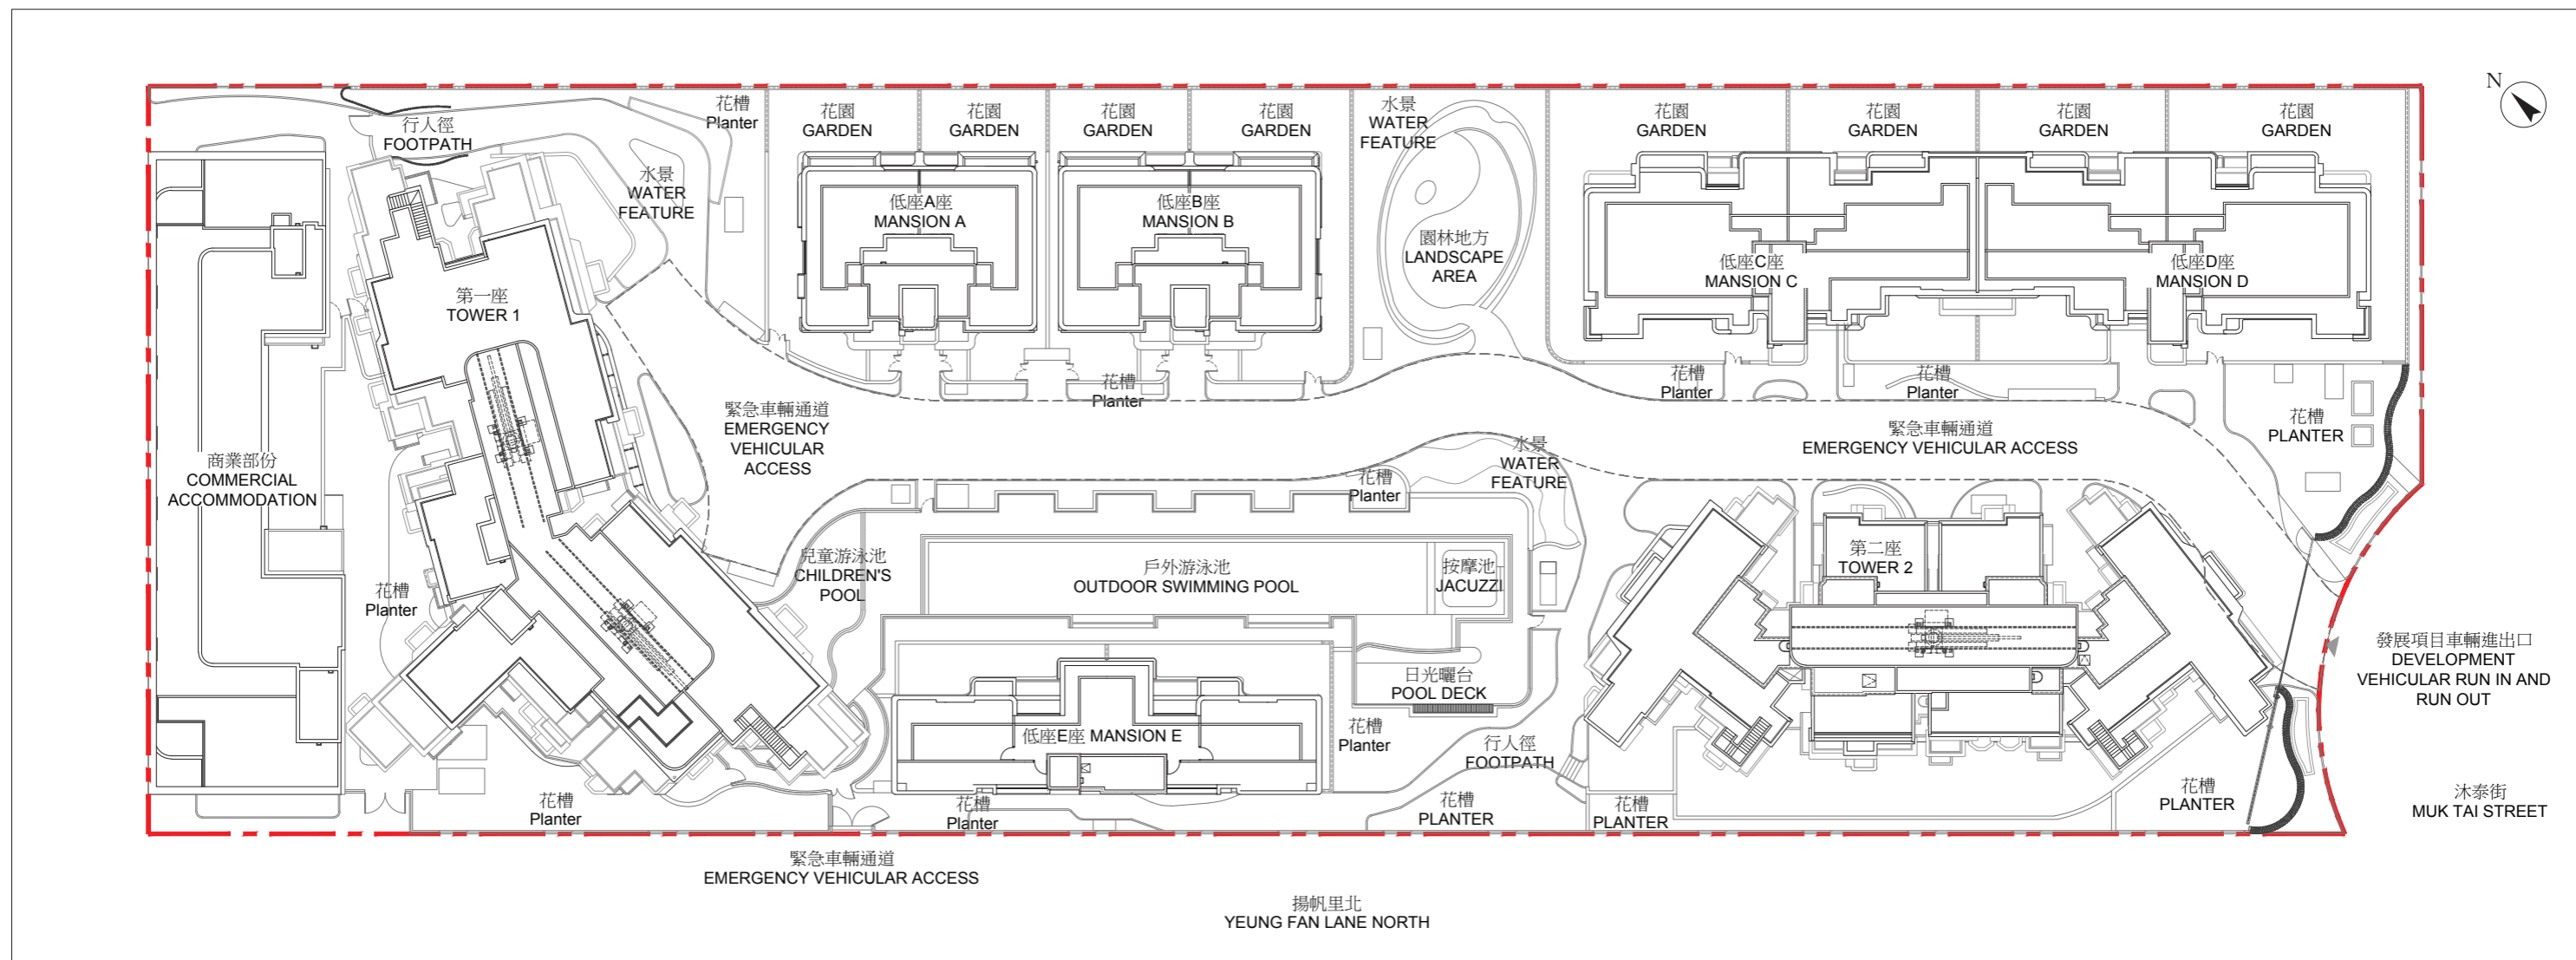 N
行人徑
FOOTPATH
花槽
Planter
水景
WATER
FEATURE
花園
GARDEN
花園
GARDEN
花園
GARDEN
花園
GARDEN
水景
WATER
FEATURE
花園
GARDEN
花園
GARDEN
花園
GARDEN
花園
GARDEN
低座A座
MANSION A
低座B座
MANSION B
園林地方
LANDSCAPE
AREA
低座C座
MANSION C
低座D座
MANSION D
第一座
TOWER 1
花槽
Planter
花槽
Planter
花槽
Planter
花槽
PLANTER
緊急車輛通道
EMERGENCY
VEHICULAR
ACCESS
緊急車輛通道
EMERGENCY VEHICULAR ACCESS
商業部份
COMMERCIAL
ACCOMMODATION
水景
WATER
FEATURE
花槽
Planter
花槽
Planter
兒童游泳池
CHILDREN'S
POOL
戶外游泳池
OUTDOOR SWIMMING POOL
按摩池
JACUZZI
第二座
TOWER 2
日光曬台
POOL DECK
發展項目車輛進出口
DEVELOPMENT
VEHICULAR RUN IN AND
RUN OUT
低座E座 MANSION E
花槽
Planter
行人徑
FOOTPATH
花槽
Planter
花槽
Planter
花槽
PLANTER
花槽
PLANTER
花槽
PLANTER
沐泰街
MUK TAI STREET
緊急車輛通道
EMERGENCY VEHICULAR ACCESS
揚帆里北
YEUNG FAN LANE NORTH